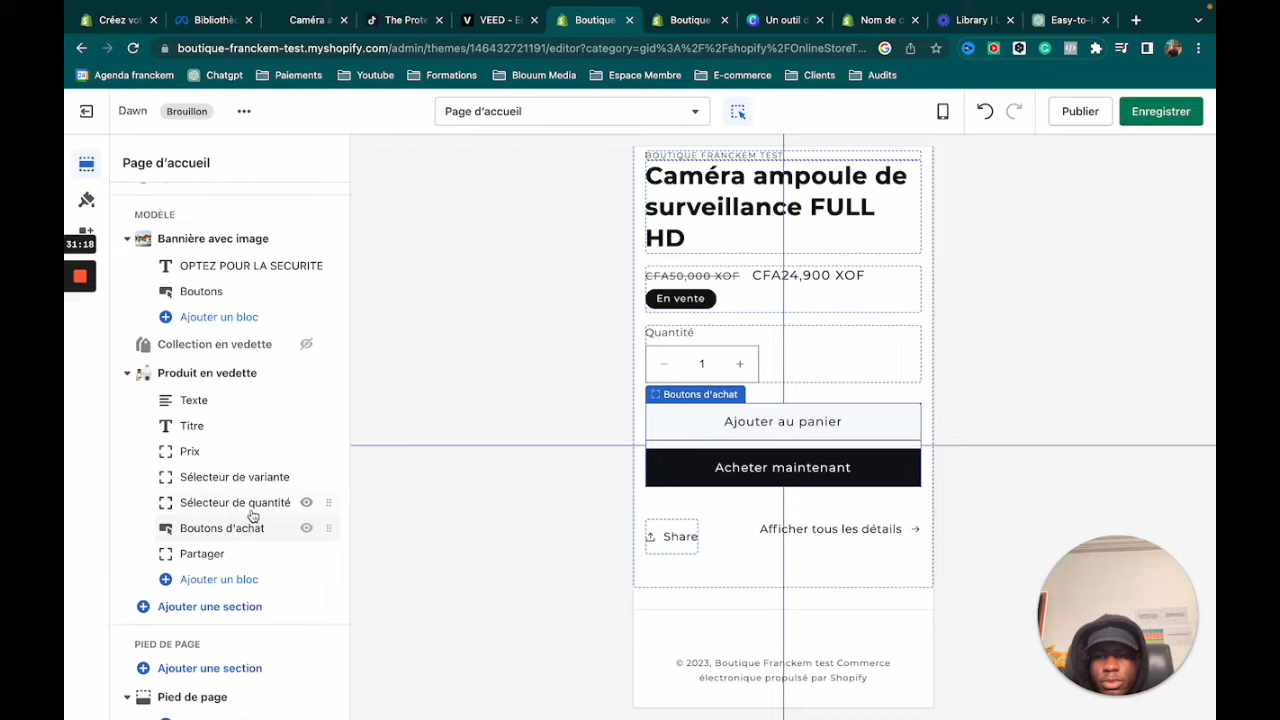 Créez vot
Bibliothè
Caméra a
The Prote
VEED - Ec
Boutique
Boutique
Un outil d
Nom de d
Library | L
Easy-to-l
boutique-franckem-test.myshopify.com/admin/themes/146432721191/editor?category=gid%3A%2F%2Fshopify%2FOnlineStoreT...
Agenda franckem
Chatgpt
Paiements
Youtube
Formations
Blouum Media
Espace Membre
E-commerce
Clients
Audits
Dawn
Brouillon
Page d'accueil
Publier
Enregistrer
Page d'accueil
MODÈLE
Bannière avec image
31:18
OPTEZ POUR LA SECURITE
Boutons
Ajouter un bloc
Collection en vedette
Produit en vedette
Texte
Titre
Prix
Sélecteur de variante
Sélecteur de quantité
Boutons d'achat
Partager
Ajouter un bloc
Ajouter une section
PIED DE PAGE
Ajouter une section
Pied de page
BOUTIQUE FRANCKEM TEST
Caméra ampoule de
surveillance FULL
HD
CFA50,000 XOF CFA24,900 XOF
En vente
Quantité
1
Boutons d'achat
Ajouter au panier
Acheter maintenant
Share
Afficher tous les détails →
© 2023, Boutique Franckem test Commerce
électronique propulsé par Shopify